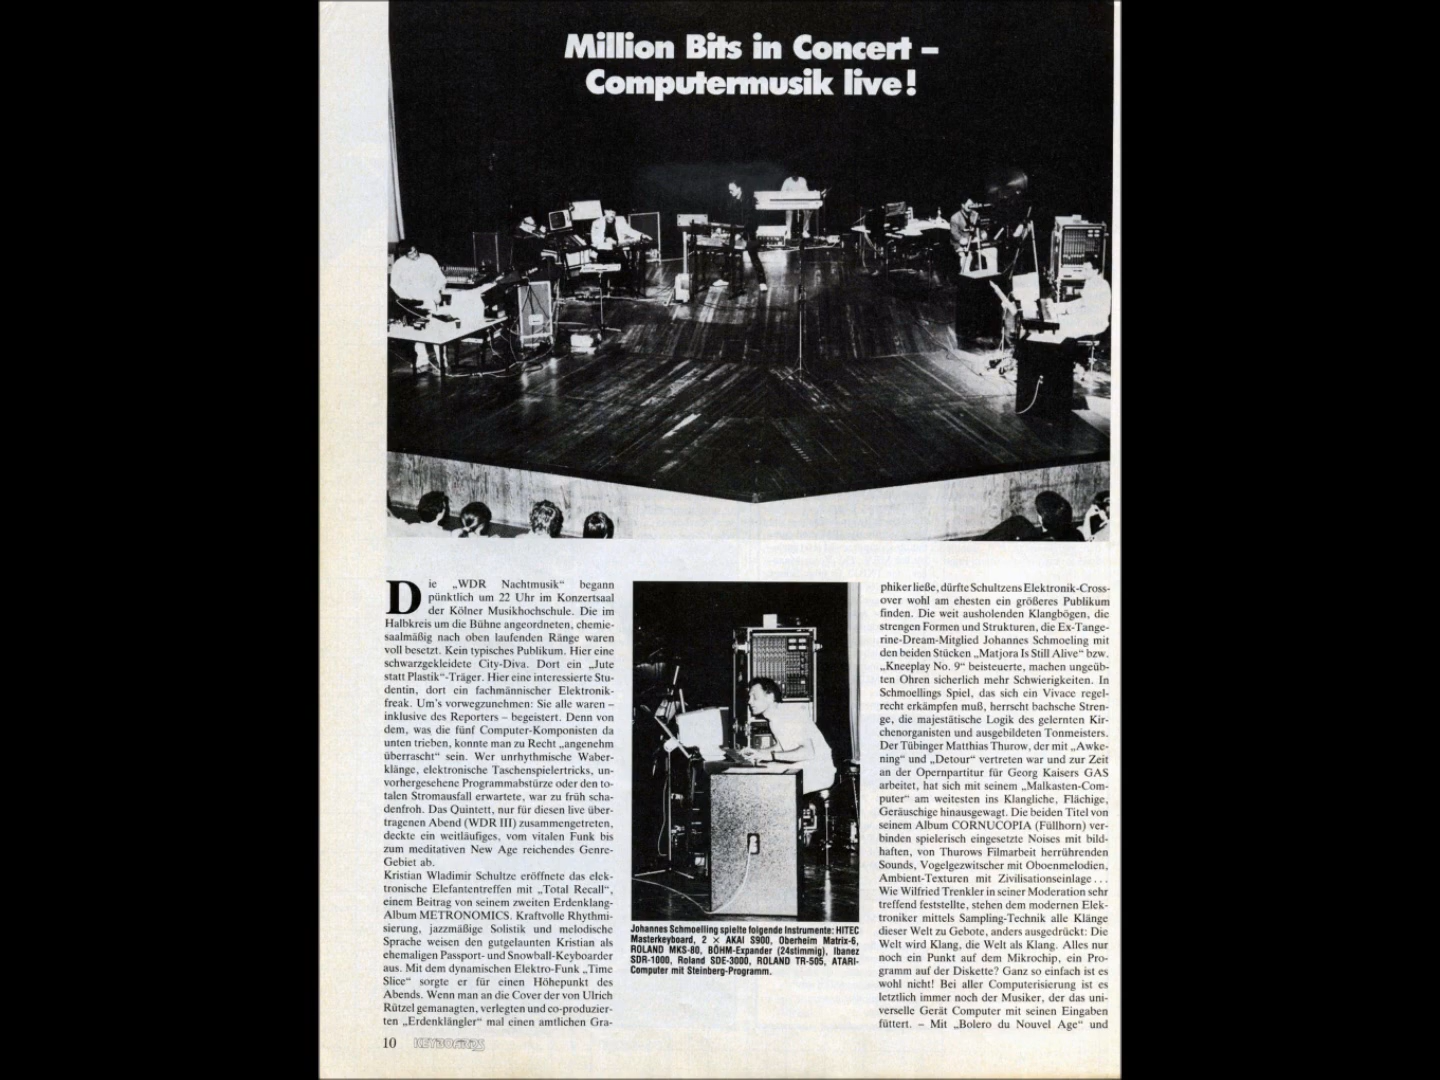 Million Bits in Concert –
Computermusik live!
Die „WDR Nachtmusik“ begann
pünktlich um 22 Uhr im Konzertsaal
der Kölner Musikhochschule. Die im
Halbkreis um die Bühne angeordneten, chemie-
saalmäßig nach oben laufenden Ränge waren
voll besetzt. Kein typisches Publikum. Hier eine
schwarzgekleidete City-Diva. Dort ein „Jute
statt Plastik“-Träger. Hier eine interessierte Stu-
dentin, dort ein fachmännischer Elektronik-
freak. Um's vorwegzunehmen: Sie alle waren –
inklusive des Reporters – begeistert. Denn von
dem, was die fünf Computer-Komponisten da
unten trieben, konnte man zu Recht „angenehm
überrascht“ sein. Wer unrhythmische Waber-
klänge, elektronische Taschenspielertricks, un-
vorhergesehene Programmabstürze oder den to-
talen Stromausfall erwartete, war zu früh scha-
denfroh. Das Quintett, nur für diesen live über-
tragenen Abend (WDR III) zusammengetreten,
deckte ein weitläufiges, vom vitalen Funk bis
zum meditativen New Age reichendes Genre-
Gebiet ab.
Kristian Wladimir Schultze eröffnete das elek-
tronische Elefantentreffen mit „Total Recall“,
einem Beitrag von seinem zweiten Erdenklang-
Album METRONOMICS. Kraftvolle Rhythmi-
sierung, jazzmäßige Solistik und melodische
Sprache weisen den gutgelaunten Kristian als
ehemaligen Passport- und Snowball-Keyboarder
aus. Mit dem dynamischen Elektro-Funk „Time
Slice“ sorgte er für einen Höhepunkt des
Abends. Wenn man an die Cover der von Ulrich
Rützel gemanagten, verlegten und co-produzier-
ten „Erdenklängler“ mal einen amtlichen Gra-
Johannes Schmoelling spielte folgende Instrumente: HITEC
Masterkeyboard, 2 × AKAI S900, Oberheim Matrix-6,
ROLAND MKS-80, BÖHM-Expander (24stimmig), Ibanez
SDR-1000, Roland SDE-3000, ROLAND TR-505, ATARI-
Computer mit Steinberg-Programm.
phiker ließe, dürfte Schultzens Elektronik-Cross-
over wohl am ehesten ein größeres Publikum
finden. Die weit ausholenden Klangbögen, die
strengen Formen und Strukturen, die Ex-Tange-
rine-Dream-Mitglied Johannes Schmoeling mit
den beiden Stücken „Matjora Is Still Alive“ bzw.
„Kneeplay No. 9“ beisteuerte, machen ungeüb-
ten Ohren sicherlich mehr Schwierigkeiten. In
Schmoellings Spiel, das sich ein Vivace regel-
recht erkämpfen muß, herrscht bachsche Stren-
ge, die majestätische Logik des gelernten Kir-
chenorganisten und ausgebildeten Tonmeisters.
Der Tübinger Matthias Thurow, der mit „Awke-
ning“ und „Detour“ vertreten war und zur Zeit
an der Opernpartitur für Georg Kaisers GAS
arbeitet, hat sich mit seinem „Malkasten-Com-
puter“ am weitesten ins Klangliche, Flächige,
Geräuschige hinausgewagt. Die beiden Titel von
seinem Album CORNUCOPIA (Füllhorn) ver-
binden spielerisch eingesetzte Noises mit bild-
haften, von Thurows Filmarbeit herrührenden
Sounds, Vogelgezwitscher mit Oboenmelodien,
Ambient-Texturen mit Zivilisationseinlage ...
Wie Wilfried Trenkler in seiner Moderation sehr
treffend feststellte, stehen dem modernen Elek-
troniker mittels Sampling-Technik alle Klänge
dieser Welt zu Gebote, anders ausgedrückt: Die
Welt wird Klang, die Welt als Klang. Alles nur
noch ein Punkt auf dem Mikrochip, ein Pro-
gramm auf der Diskette? Ganz so einfach ist es
wohl nicht! Bei aller Computerisierung ist es
letztlich immer noch der Musiker, der das uni-
verselle Gerät Computer mit seinen Eingaben
füttert. – Mit „Bolero du Nouvel Age“ und
10 KEYBOARDS